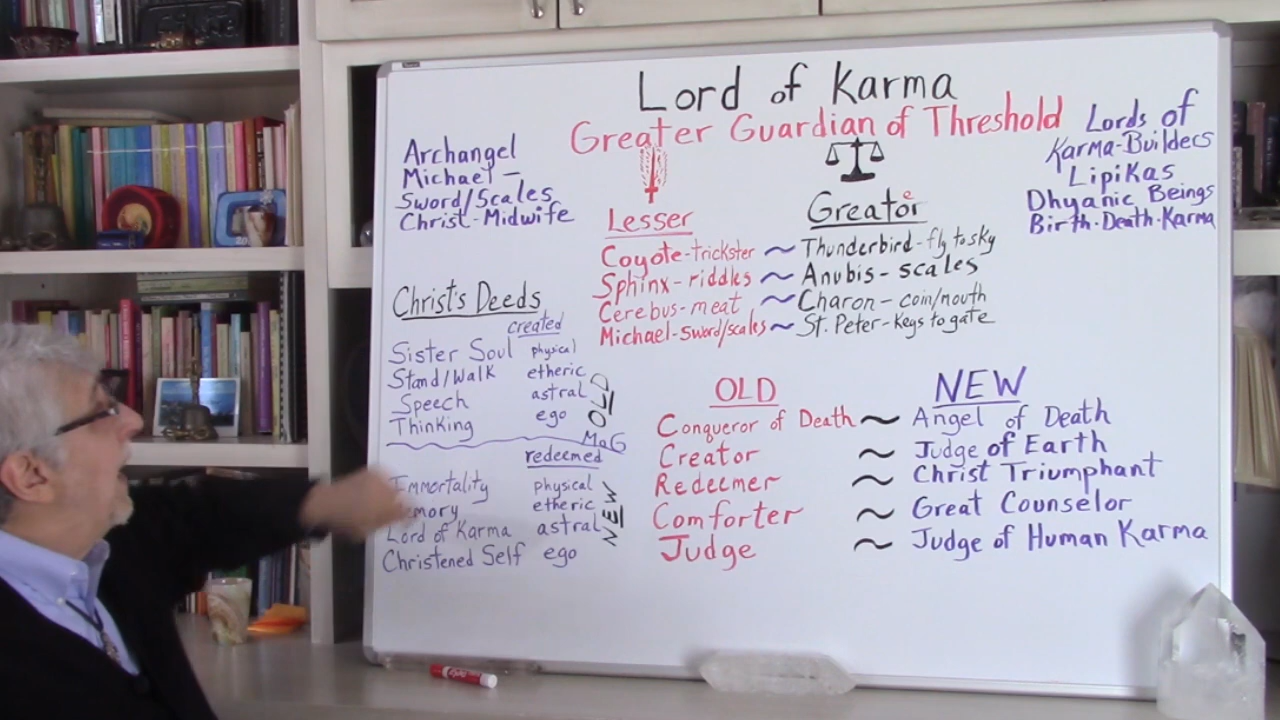 Lord of Karma
Greater Guardian of Threshold
Archangel
Michael –
Sword/Scales
Christ-Midwife
Lords of
Karma-Builders
Lipikas
Dhyanic Beings
Birth·Death·Karma
Lesser
Greator e
Coyote-trickster ~ Thunderbird-fly to sky
Sphinx-riddles ~ Anubis-scales
Cerebus-meat ~ Charon-coin/mouth
Michael-sword/scales ~ St. Peter-Keys to gate
Christ's Deeds
created
Sister Soul physical
Stand/Walk etheric
Speech astral
Thinking ego
OLD
MoG
redeemed
Immortality physical
Memory etheric
Lord of Karma astral
Christened Self ego
NEW
OLD
NEW
Conqueror of Death ~ Angel of Death
Creator ~ Judge of Earth
Redeemer ~ Christ Triumphant
Comforter ~ Great Counselor
Judge ~ Judge of Human Karma